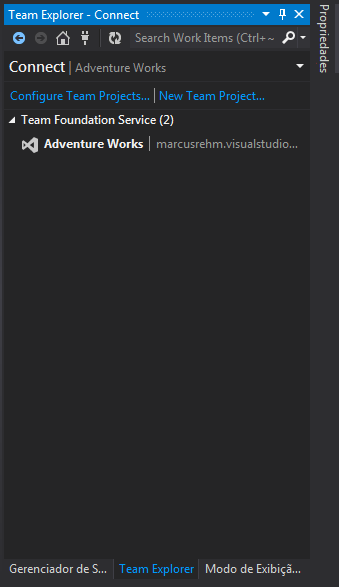 Team Explorer - Connect
Search Work Items (Ctrl+ ~
Connect | Adventure Works
Configure Team Projects... | New Team Project...
Team Foundation Service (2)
Adventure Works | marcusrehm.visualstudio...
Gerenciador de S... Team Explorer Modo de Exibiçã...
Propriedades